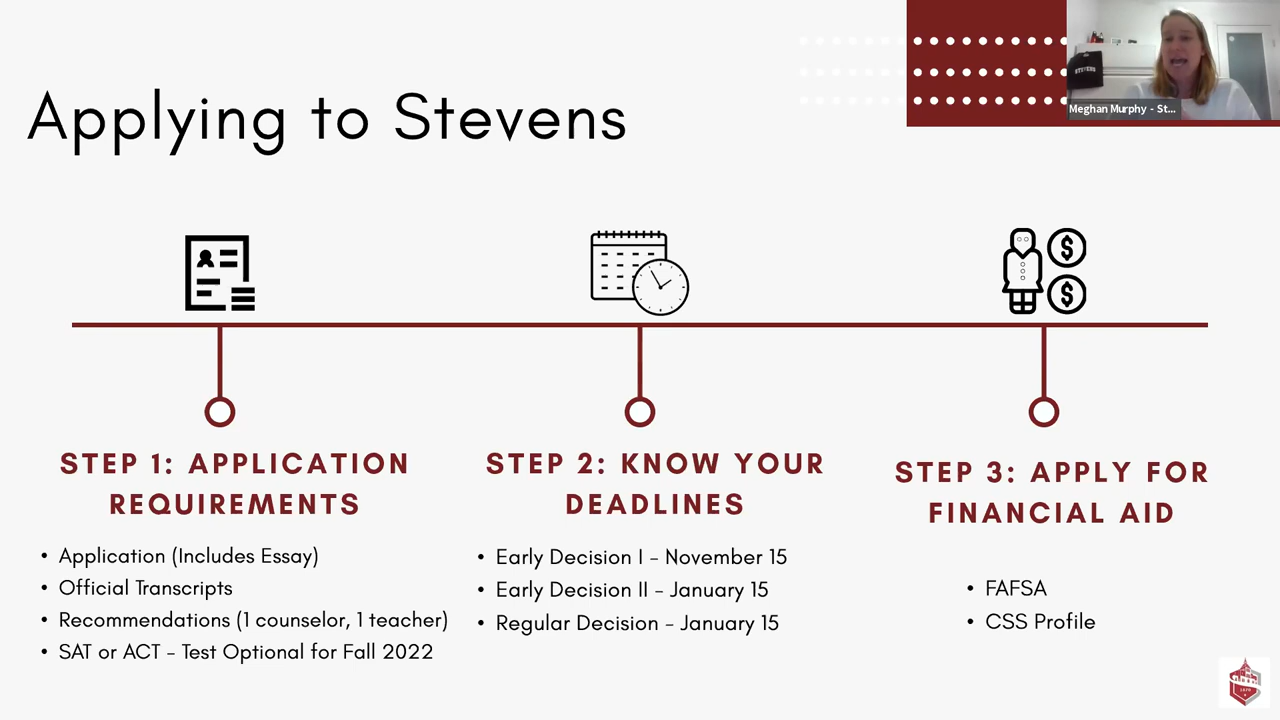 Applying to Stevens
STEVENS
Meghan Murphy - St...
STEP 1: APPLICATION
REQUIREMENTS
• Application (Includes Essay)
• Official Transcripts
• Recommendations (1 counselor, 1 teacher)
• SAT or ACT – Test Optional for Fall 2022
STEP 2: KNOW YOUR
DEADLINES
• Early Decision I – November 15
• Early Decision II – January 15
• Regular Decision – January 15
STEP 3: APPLY FOR
FINANCIAL AID
• FAFSA
• CSS Profile
1870